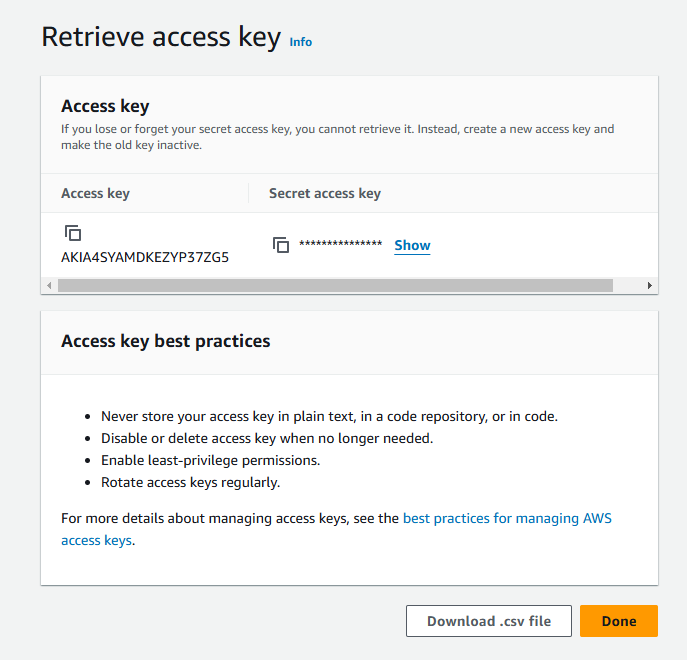 Retrieve access key Info
Access key
If you lose or forget your secret access key, you cannot retrieve it. Instead, create a new access key and
make the old key inactive.
Access key Secret access key
AKIA4SYAMDKEZYP37ZG5
*************** Show
Access key best practices
• Never store your access key in plain text, in a code repository, or in code.
• Disable or delete access key when no longer needed.
• Enable least-privilege permissions.
• Rotate access keys regularly.
For more details about managing access keys, see the best practices for managing AWS
access keys.
Download .csv file Done